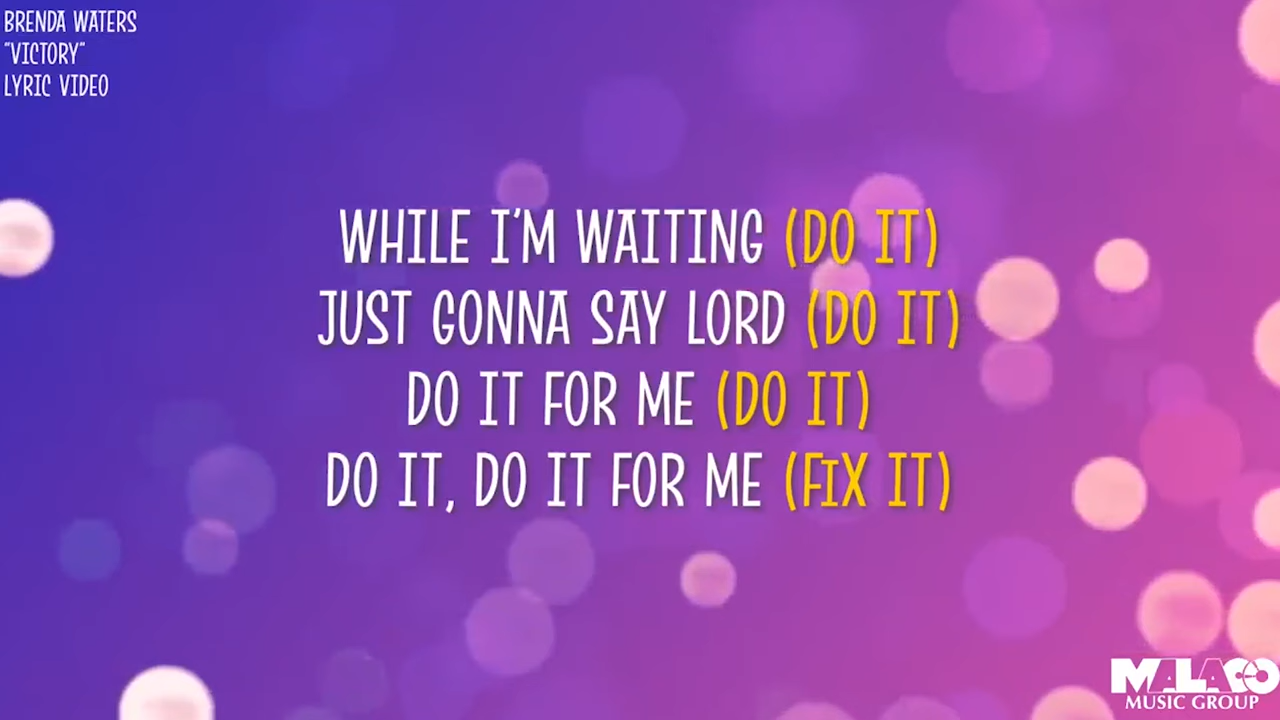 BRENDA WATERS
"VICTORY"
LYRIC VIDEO
WHILE I'M WAITING (DO IT)
JUST GONNA SAY LORD (DO IT)
DO IT FOR ME (DO IT)
DO IT, DO IT FOR ME (FIX IT)
MALACO
MUSIC GROUP